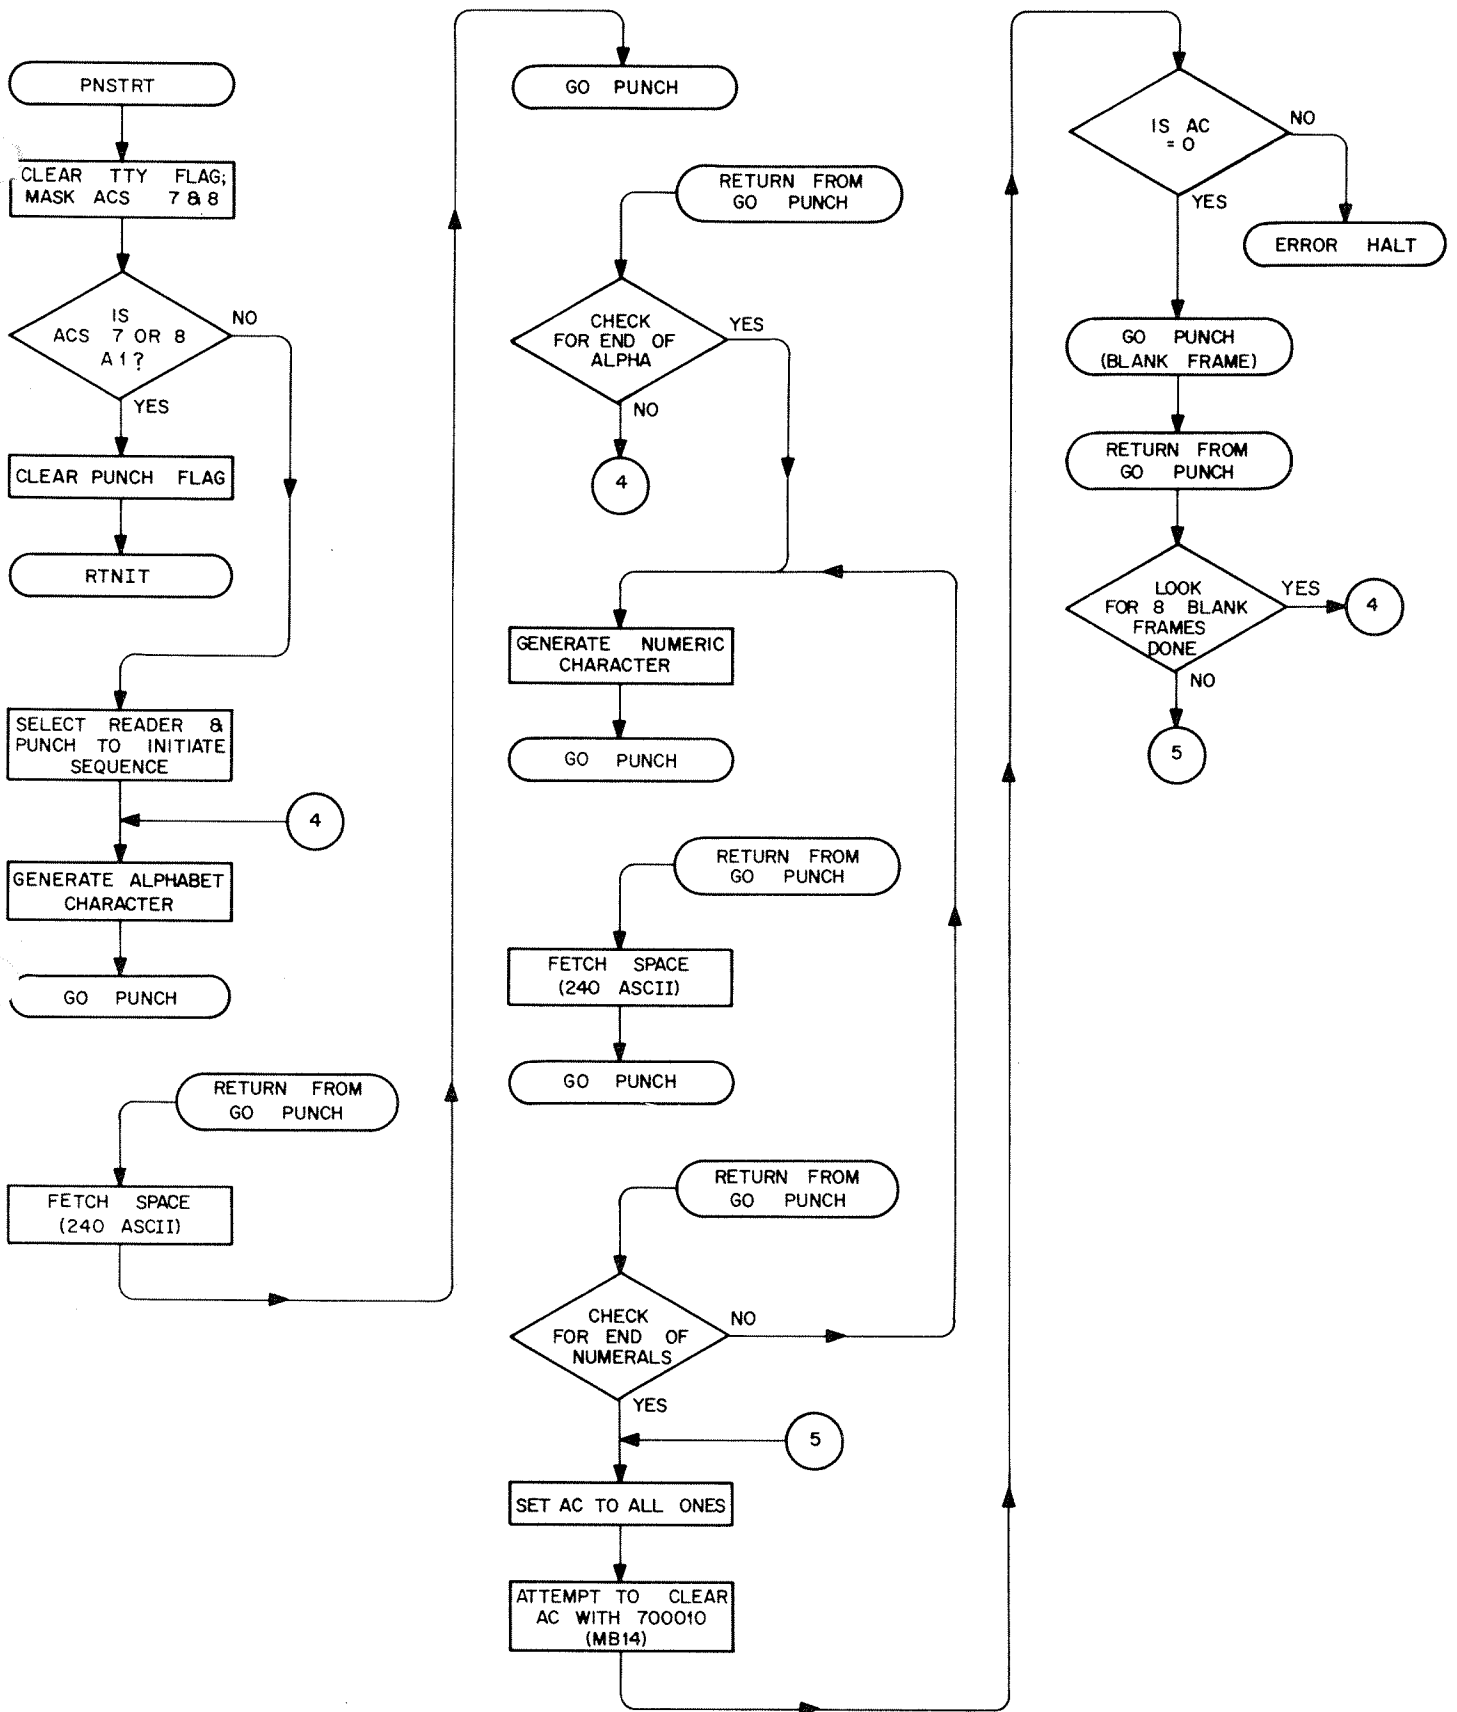 PNSTRT
CLEAR TTY FLAG;
MASK ACS 7 & 8
IS
ACS 7 OR 8
A 1?
NO
YES
CLEAR PUNCH FLAG
RTNIT
SELECT READER &
PUNCH TO INITIATE
SEQUENCE
4
GENERATE ALPHABET
CHARACTER
GO PUNCH
RETURN FROM
GO PUNCH
FETCH SPACE
(240 ASCII)
GO PUNCH
RETURN FROM
GO PUNCH
CHECK
FOR END OF
ALPHA
YES
NO
4
GENERATE NUMERIC
CHARACTER
GO PUNCH
RETURN FROM
GO PUNCH
FETCH SPACE
(240 ASCII)
GO PUNCH
RETURN FROM
GO PUNCH
CHECK
FOR END OF
NUMERALS
NO
YES
5
SET AC TO ALL ONES
ATTEMPT TO CLEAR
AC WITH 700010
(MB14)
IS AC
= 0
NO
YES
ERROR HALT
GO PUNCH
(BLANK FRAME)
RETURN FROM
GO PUNCH
LOOK
FOR 8 BLANK
FRAMES
DONE
YES
4
NO
5